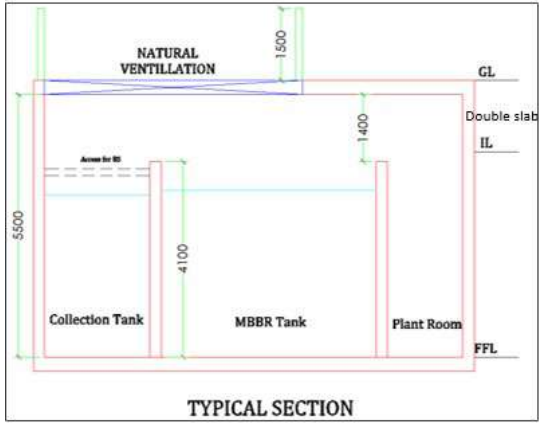 1500
NATURAL
VENTILLATION
GL
Double slab
1400
IL
Access for BS
5500
4100
Collection Tank
MBBR Tank
Plant Room
FFL
TYPICAL SECTION